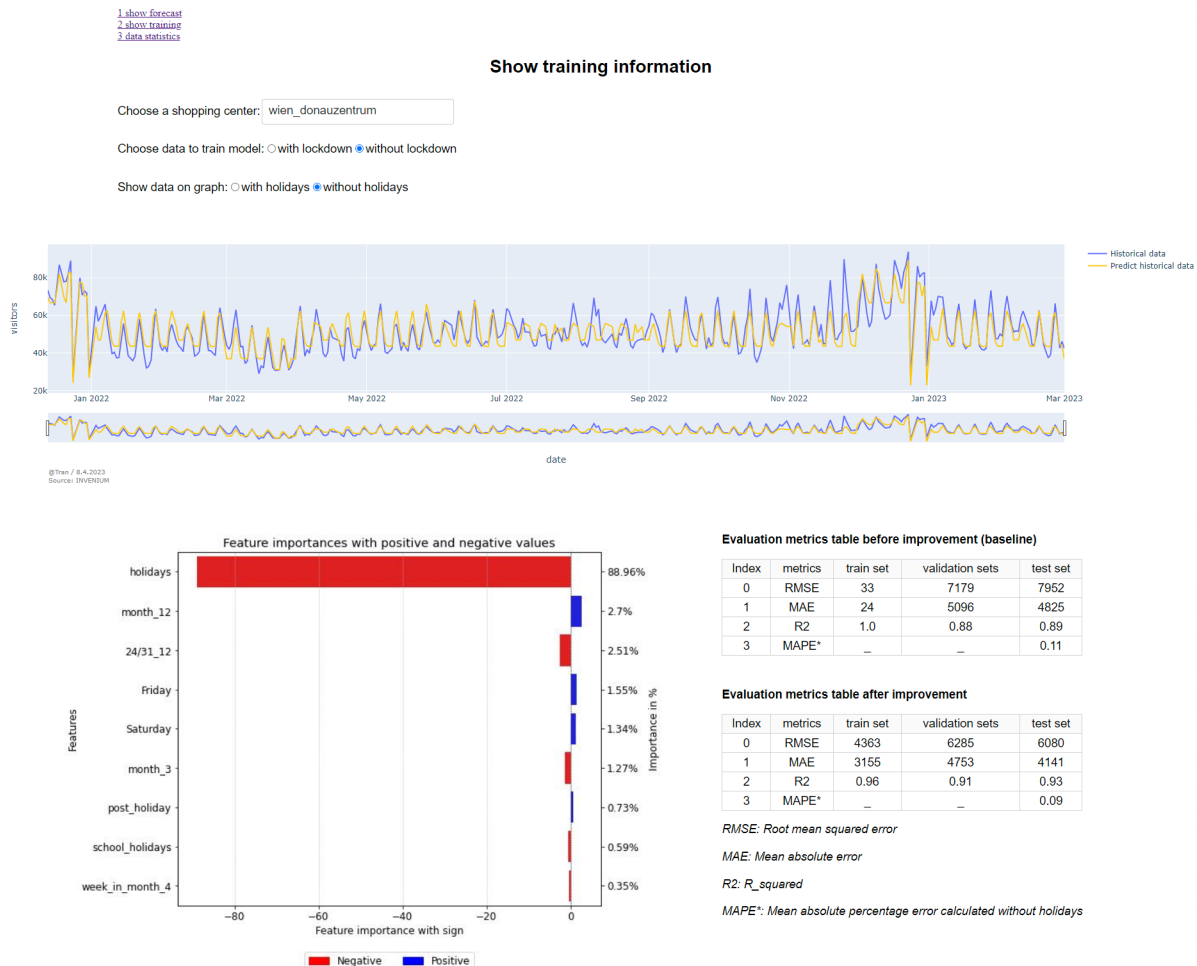 1 show forecast
2 show training
3 data statistics
Show training information
Choose a shopping center: wien_donauzentrum
Choose data to train model: with lockdown without lockdown
Show data on graph: with holidays without holidays
Historical data
Predict historical data
visitors
80k
60k
40k
20k
Jan 2022 Mar 2022 May 2022 Jul 2022 Sep 2022 Nov 2022 Jan 2023 Mar 2023
date
@Tran / 8.4.2023
Source: INVENIUM
Feature importances with positive and negative values
Features
holidays 88.96%
month_12 2.7%
24/31_12 2.51%
Friday 1.55%
Saturday 1.34%
month_3 1.27%
post_holiday 0.73%
school_holidays 0.59%
week_in_month_4 0.35%
Importance in %
−80 −60 −40 −20 0
Feature importance with sign
Negative Positive
Evaluation metrics table before improvement (baseline)
Index metrics train set validation sets test set
0 RMSE 33 7179 7952
1 MAE 24 5096 4825
2 R2 1.0 0.88 0.89
3 MAPE* _ _ 0.11
Evaluation metrics table after improvement
Index metrics train set validation sets test set
0 RMSE 4363 6285 6080
1 MAE 3155 4753 4141
2 R2 0.96 0.91 0.93
3 MAPE* _ _ 0.09
RMSE: Root mean squared error
MAE: Mean absolute error
R2: R_squared
MAPE*: Mean absolute percentage error calculated without holidays